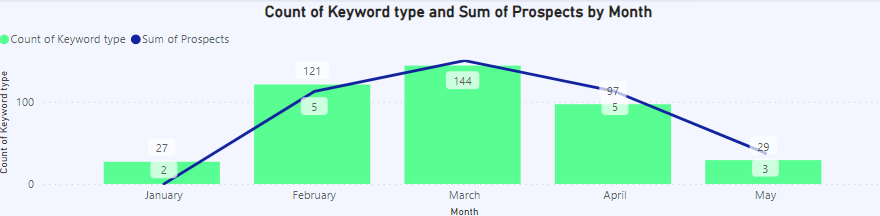 Count of Keyword type and Sum of Prospects by Month
Count of Keyword type Sum of Prospects
Count of Keyword type
100
0
27
2
121
5
144
97
5
29
3
January February March April May
Month